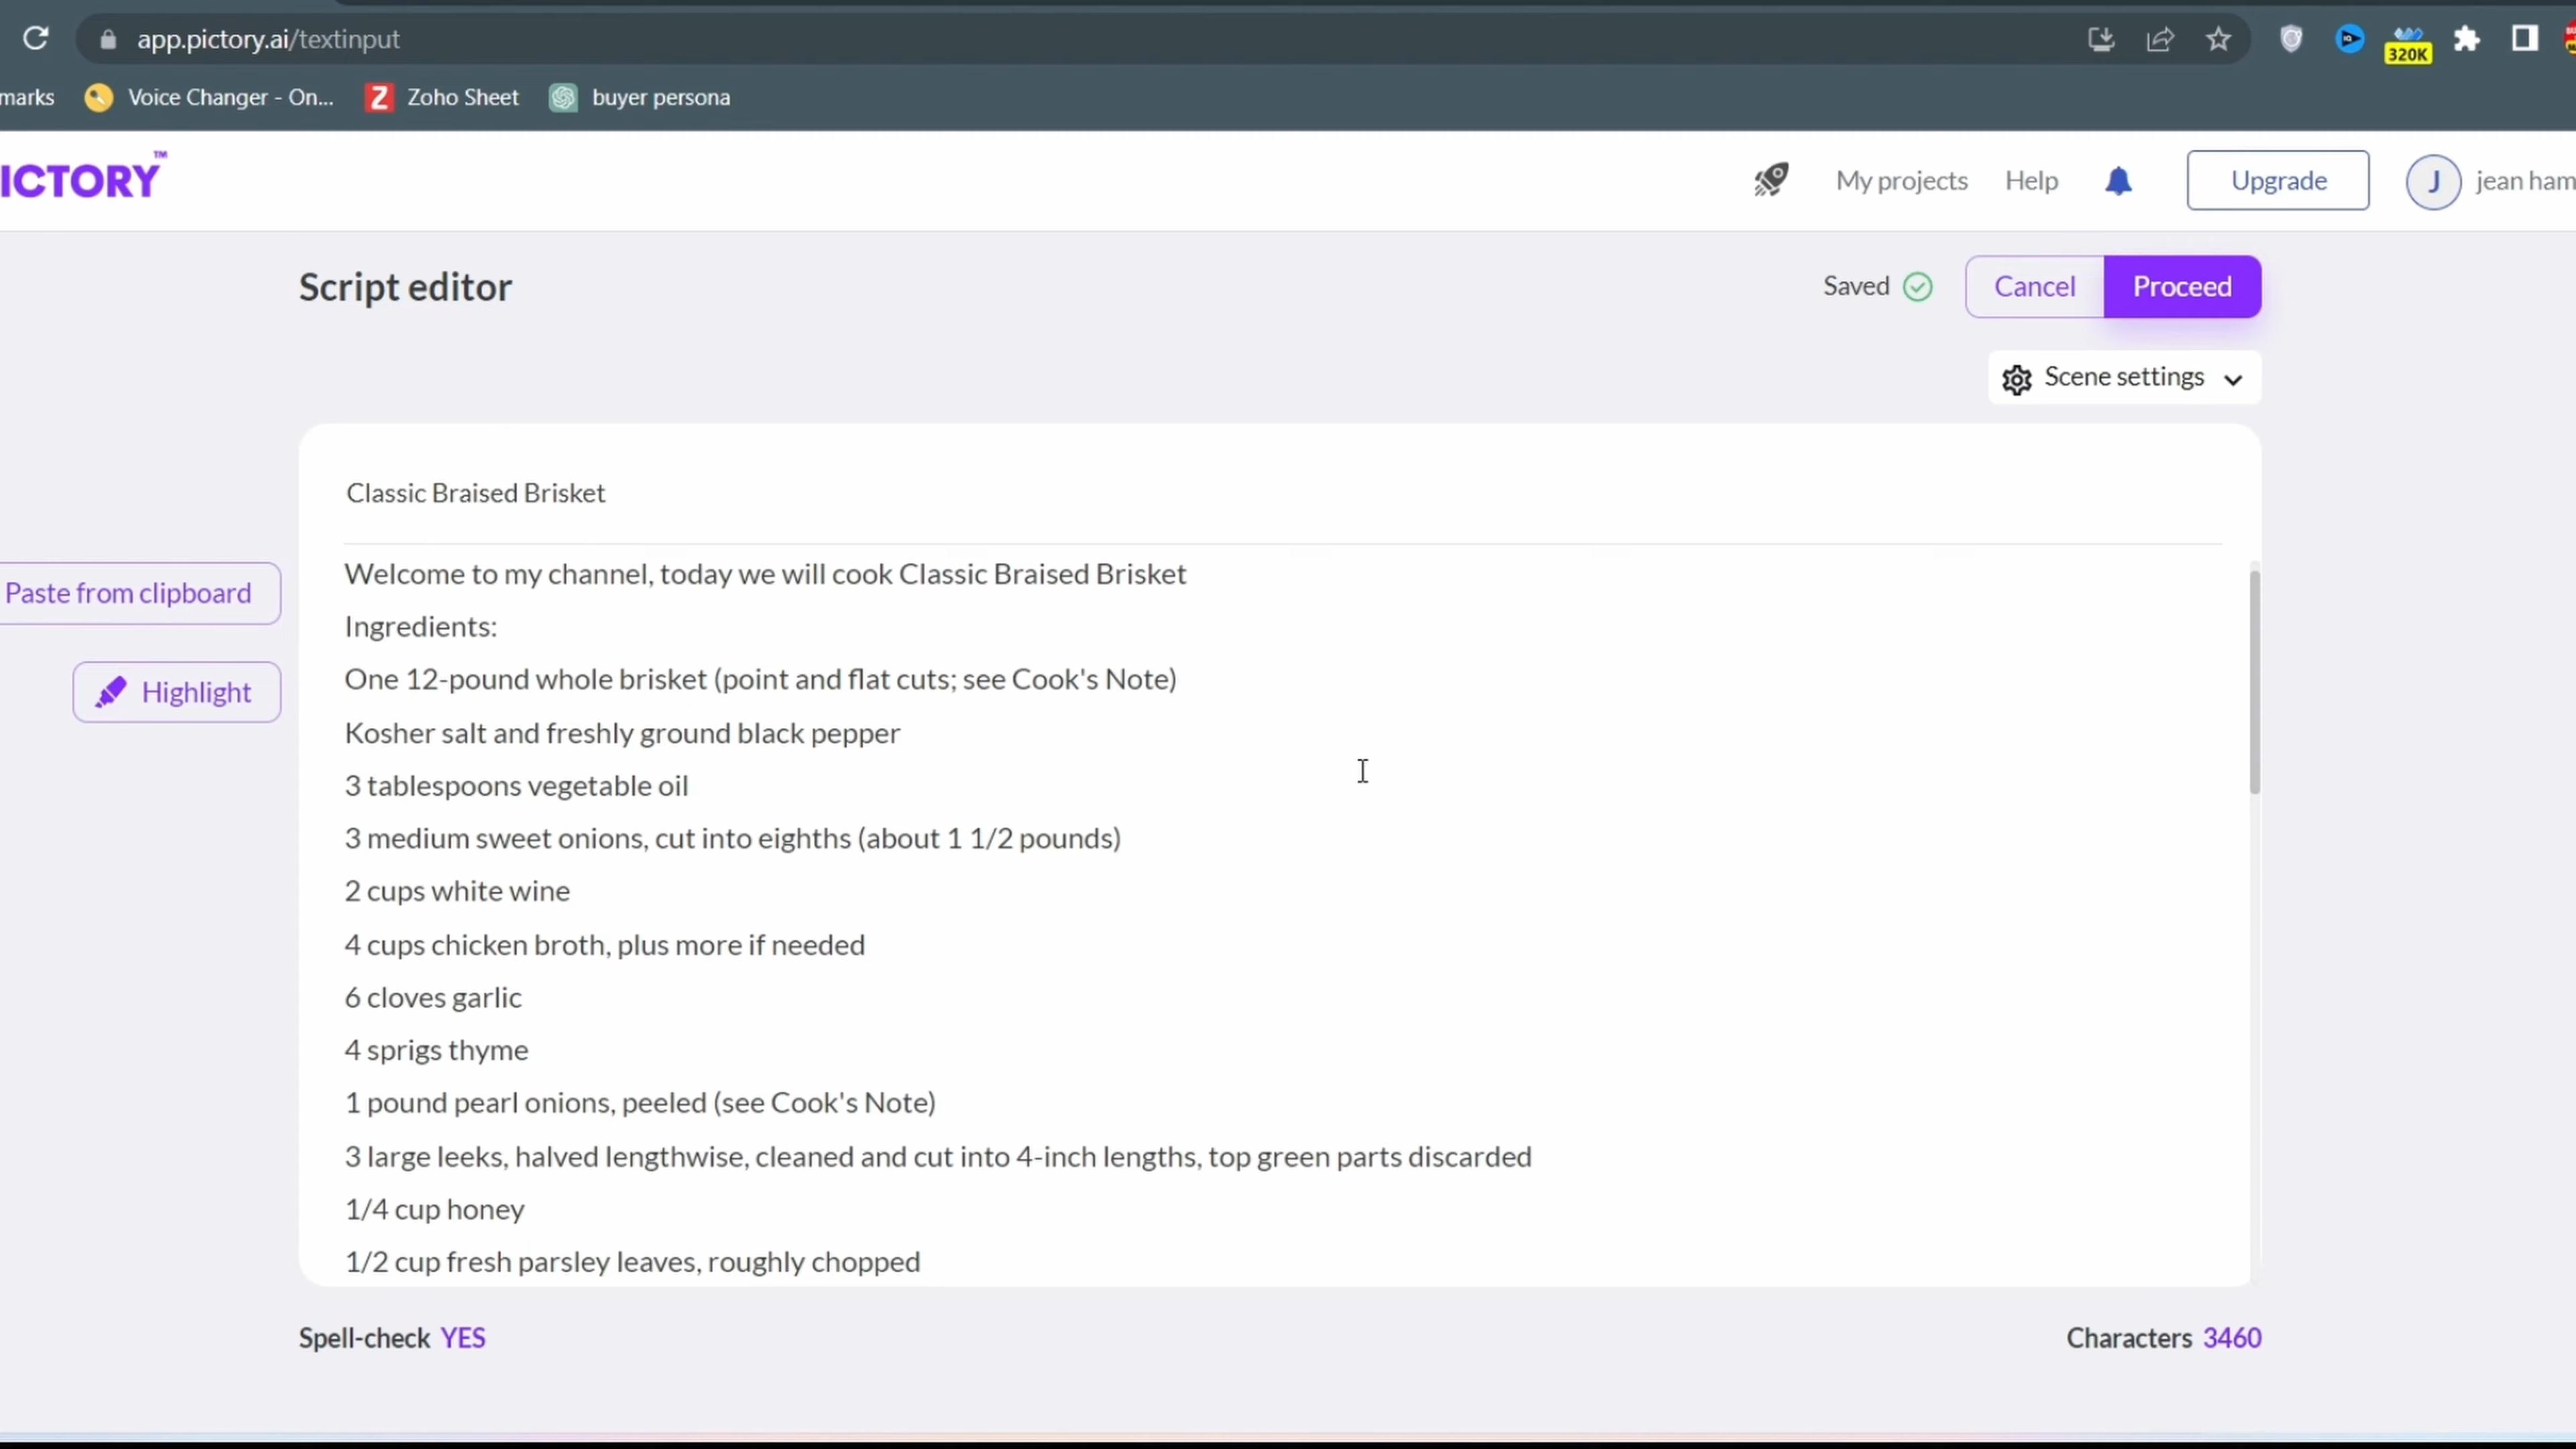 app.pictory.ai/textinput
320K
marks
Voice Changer - On...
Z
Zoho Sheet
buyer persona
ICTORY™
My projects
Help
Upgrade
J
jean ham
Script editor
Saved
Cancel
Proceed
Scene settings
Classic Braised Brisket
Paste from clipboard
Highlight
Welcome to my channel, today we will cook Classic Braised Brisket
Ingredients:
One 12-pound whole brisket (point and flat cuts; see Cook's Note)
Kosher salt and freshly ground black pepper
3 tablespoons vegetable oil
3 medium sweet onions, cut into eighths (about 1 1/2 pounds)
2 cups white wine
4 cups chicken broth, plus more if needed
6 cloves garlic
4 sprigs thyme
1 pound pearl onions, peeled (see Cook's Note)
3 large leeks, halved lengthwise, cleaned and cut into 4-inch lengths, top green parts discarded
1/4 cup honey
1/2 cup fresh parsley leaves, roughly chopped
Spell-check YES
Characters 3460